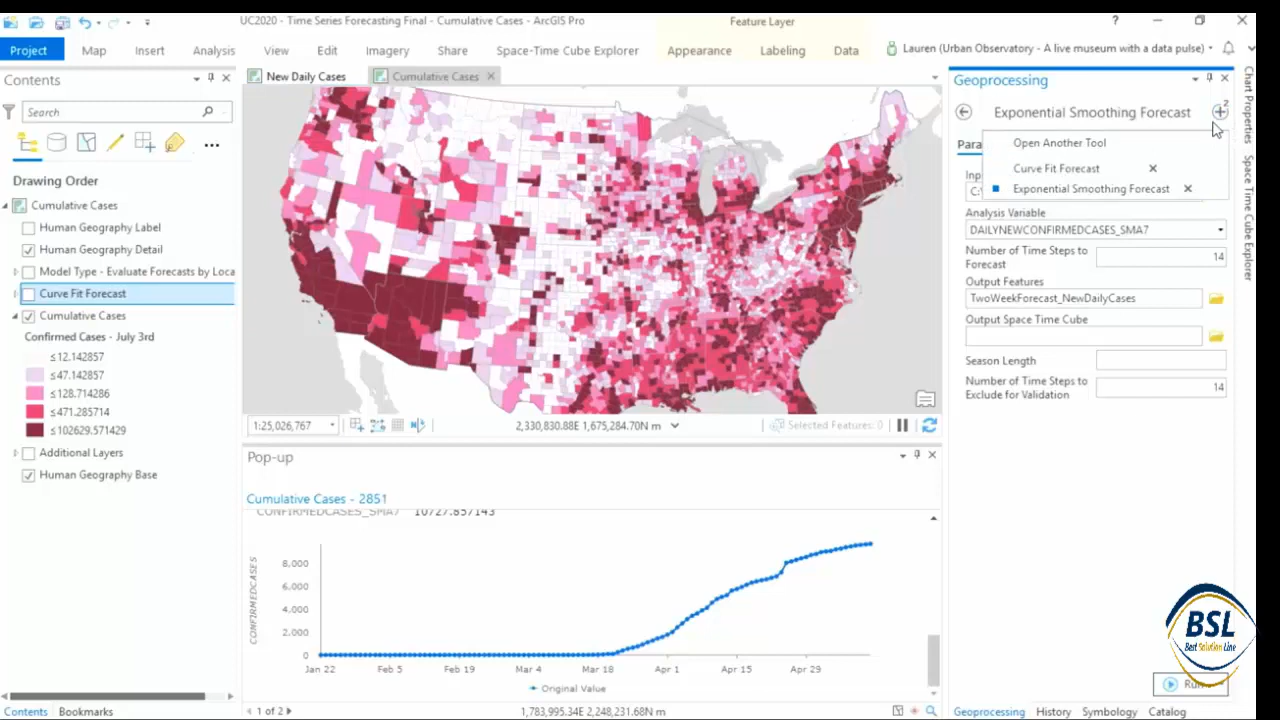 UC2020 - Time Series Forecasting Final - Cumulative Cases - ArcGIS Pro
Feature Layer
?
Project
Map
Insert
Analysis
View
Edit
Imagery
Share
Space-Time Cube Explorer
Appearance
Labeling
Data
Lauren (Urban Observatory - A live museum with a data pulse)
Contents
Search
Drawing Order
Cumulative Cases
Human Geography Label
Human Geography Detail
Model Type - Evaluate Forecasts by Loca
Curve Fit Forecast
Cumulative Cases
Confirmed Cases - July 3rd
≤12.142857
≤47.142857
≤128.714286
≤471.285714
≤102629.571429
Additional Layers
Human Geography Base
Contents
Bookmarks
New Daily Cases
Cumulative Cases
1:25,026,767
2,330,830.88E 1,675,284.70N m
Selected Features: 0
Pop-up
Cumulative Cases - 2851
CONFIRMEDCASES_SMA7 10727.857143
CONFIRMEDCASES
8,000
6,000
4,000
2,000
0
Jan 22
Feb 5
Feb 19
Mar 4
Mar 18
Apr 1
Apr 15
Apr 29
Original Value
1 of 2
1,783,995.34E 2,248,231.68N m
Geoprocessing
Exponential Smoothing Forecast
2
Para
Open Another Tool
Curve Fit Forecast
Exponential Smoothing Forecast
Inp
C:\
Analysis Variable
DAILYNEWCONFIRMEDCASES_SMA7
Number of Time Steps to
Forecast
14
Output Features
TwoWeekForecast_NewDailyCases
Output Space Time Cube
Season Length
Number of Time Steps to
Exclude for Validation
14
BSL
Best Solution Line
Run
Geoprocessing
History
Symbology
Catalog
Chart Properties
Space Time Cube Explorer